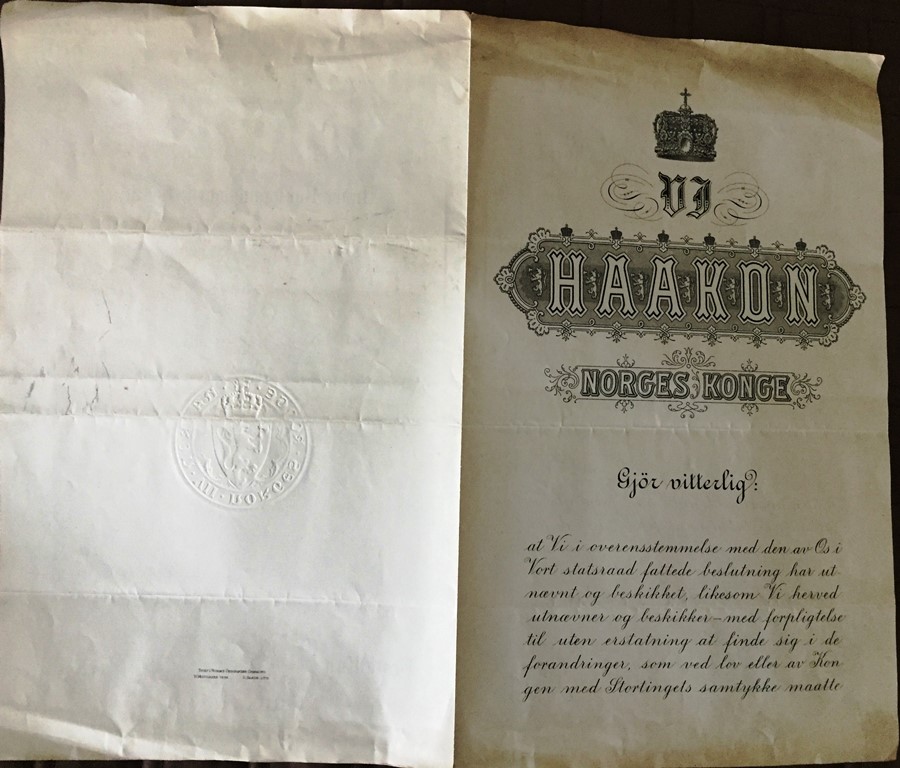 VI
HAAKON
NORGES KONGE
Gjör vitterlig:
at Vi i overensstemmelse med den av Os i
Vort statsraad fattede beslutning har ut-
nævnt og beskikket, likesom Vi herved
utnævner og beskikker – med forpligtelse
til uten erstatning at finde sig i de
forandringer, som ved lov eller av Kon
gen med Stortingets samtykke maatte